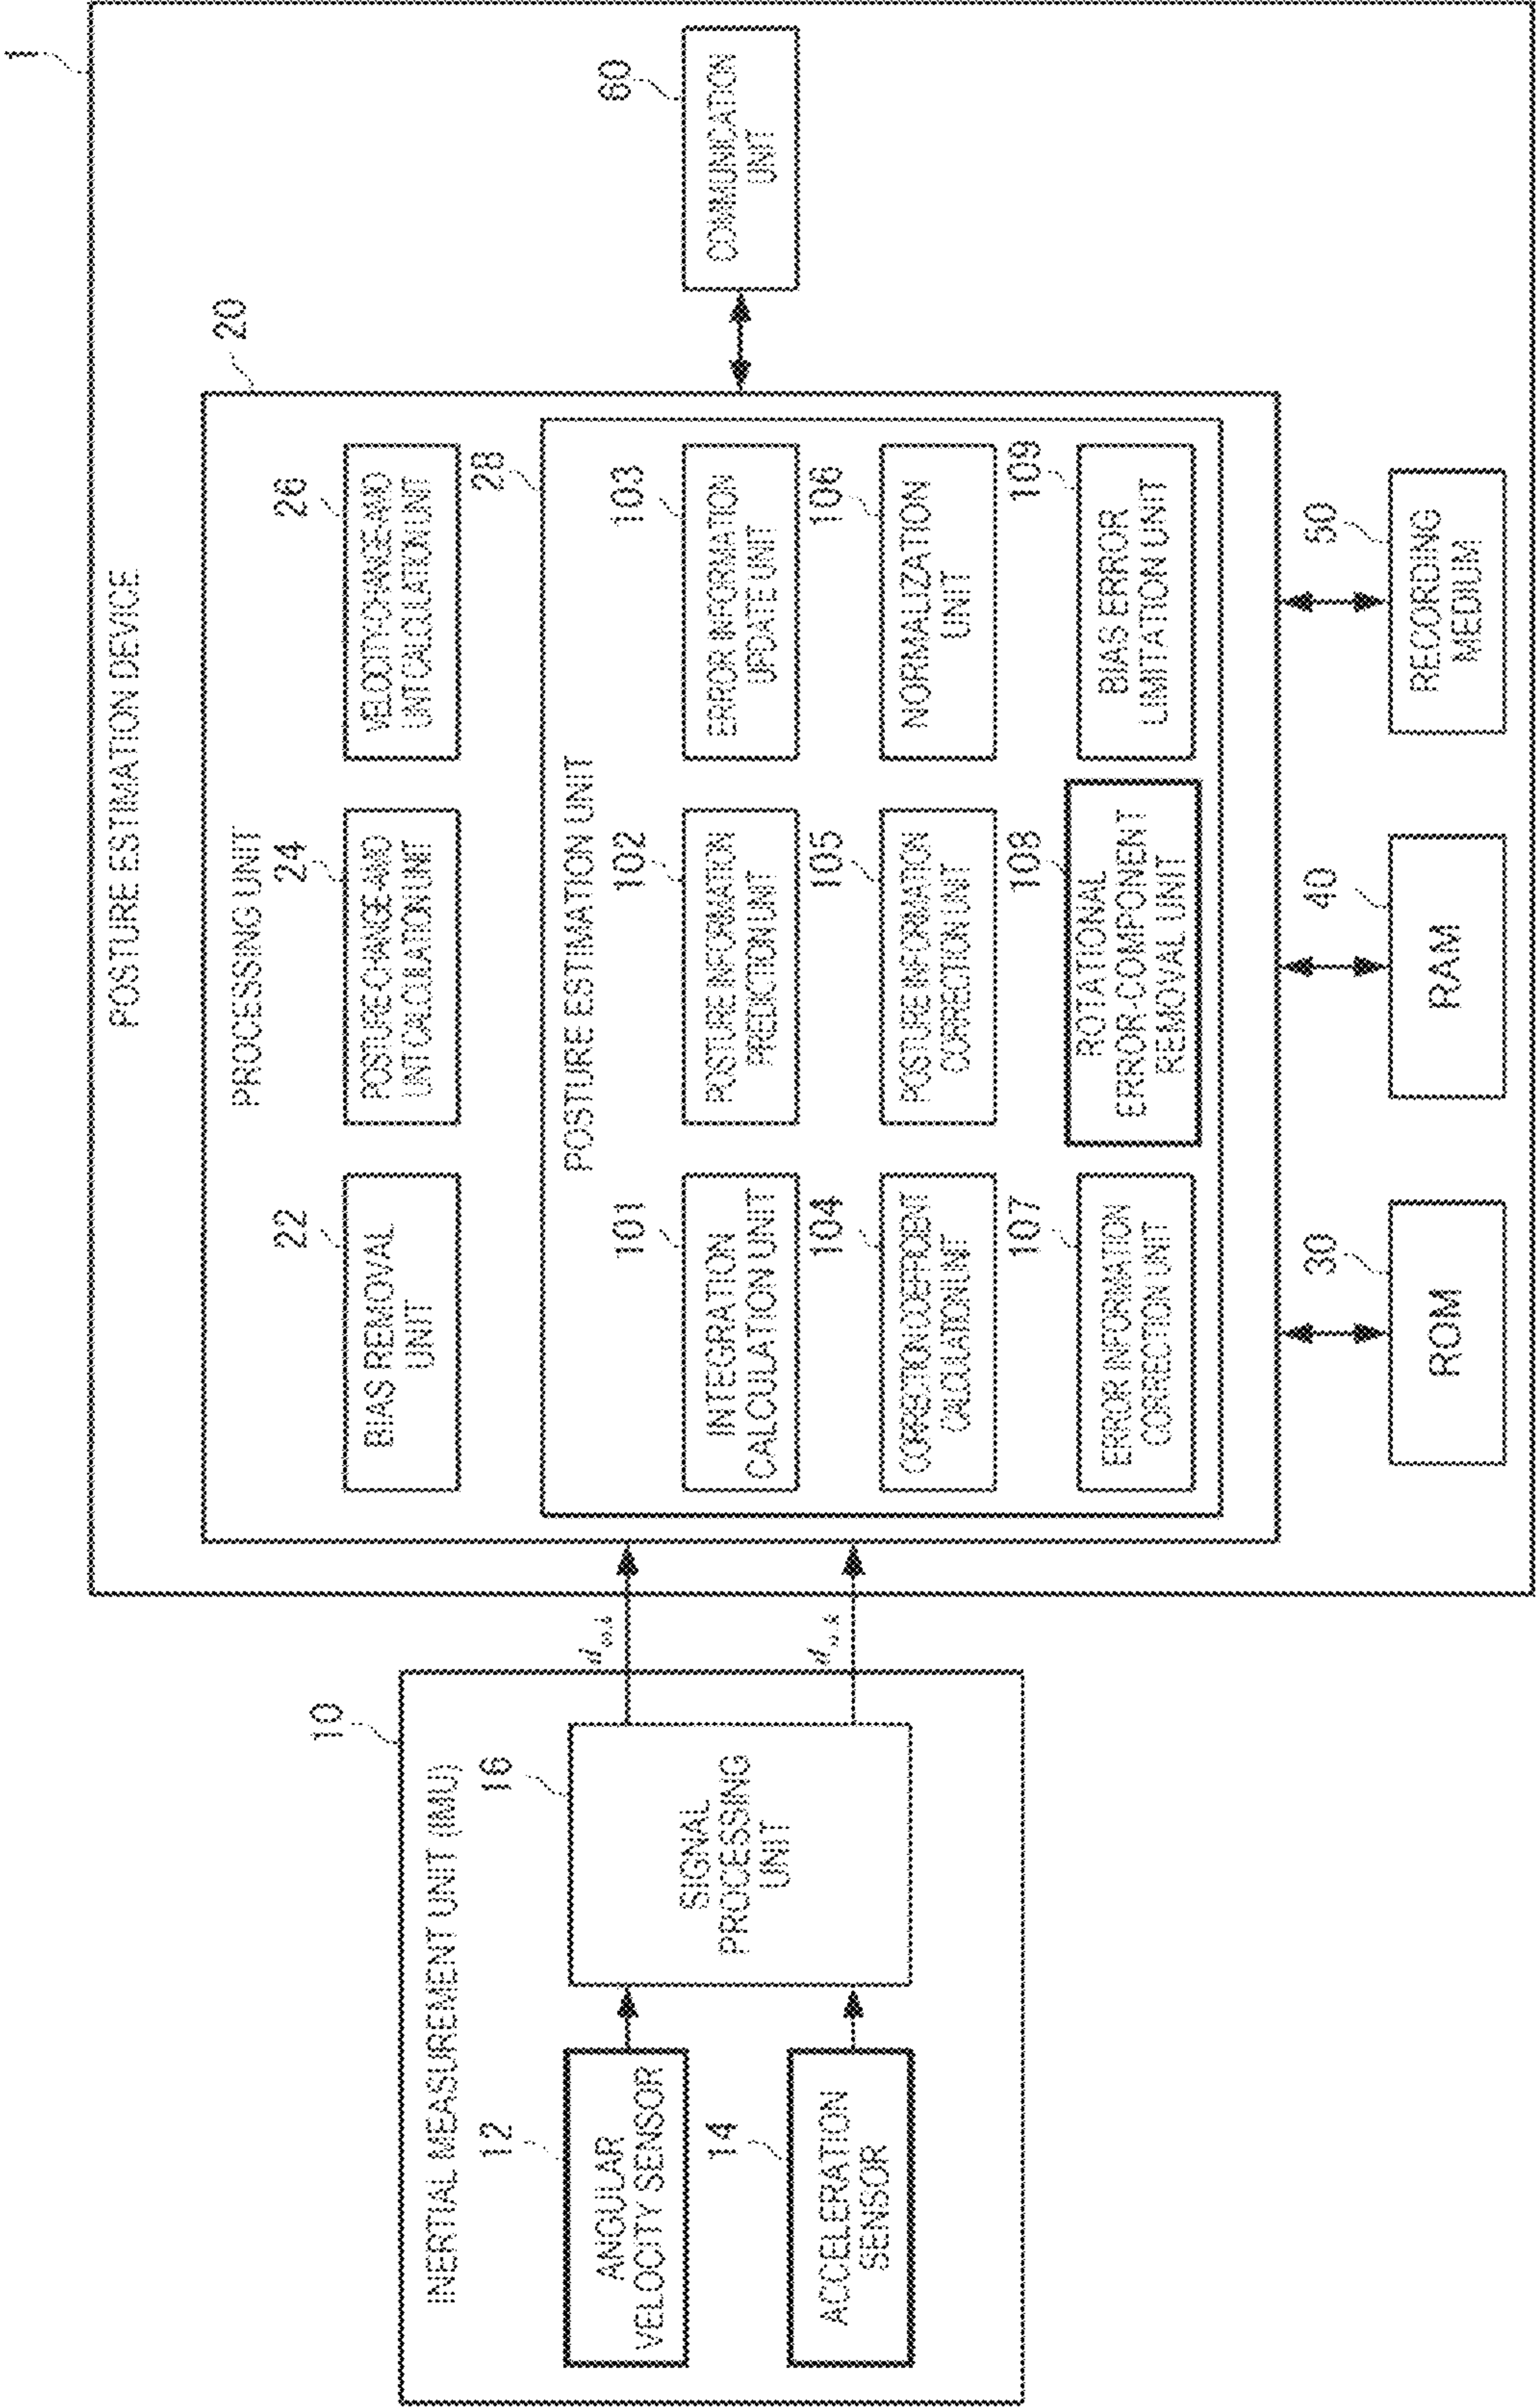 1
POSTURE ESTIMATION DEVICE
20
PROCESSING UNIT
22
BIAS REMOVAL
UNIT
24
POSTURE-CHANGE-AND
UNIT CALCULATION UNIT
26
VELOCITY-CHANGE-AND
UNIT CALCULATION UNIT
28
POSTURE ESTIMATION UNIT
101
INTEGRATION
CALCULATION UNIT
102
POSTURE INFORMATION
PREDICTION UNIT
103
ERROR INFORMATION
UPDATE UNIT
104
CORRECTION COEFFICIENT
CALCULATION UNIT
105
POSTURE INFORMATION
CORRECTION UNIT
106
NORMALIZATION
UNIT
107
ERROR INFORMATION
CORRECTION UNIT
108
ROTATIONAL
ERROR-COMPONENT
REMOVAL UNIT
109
BIAS ERROR
LIMITATION UNIT
60
COMMUNICATION
UNIT
30
ROM
40
RAM
50
RECORDING
MEDIUM
10
INERTIAL MEASUREMENT UNIT (IMU)
12
ANGULAR
VELOCITY SENSOR
14
ACCELERATION
SENSOR
16
SIGNAL
PROCESSING
UNIT